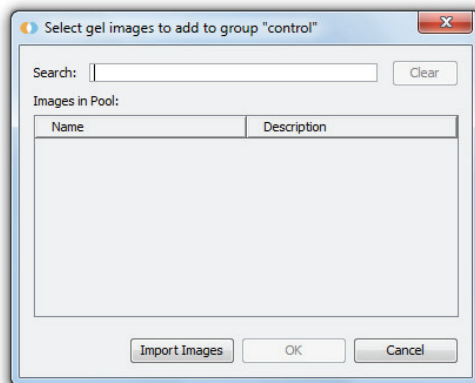 Select gel images to add to group "control"
Search:
Clear
Images in Pool:
Name Description
Import Images OK Cancel